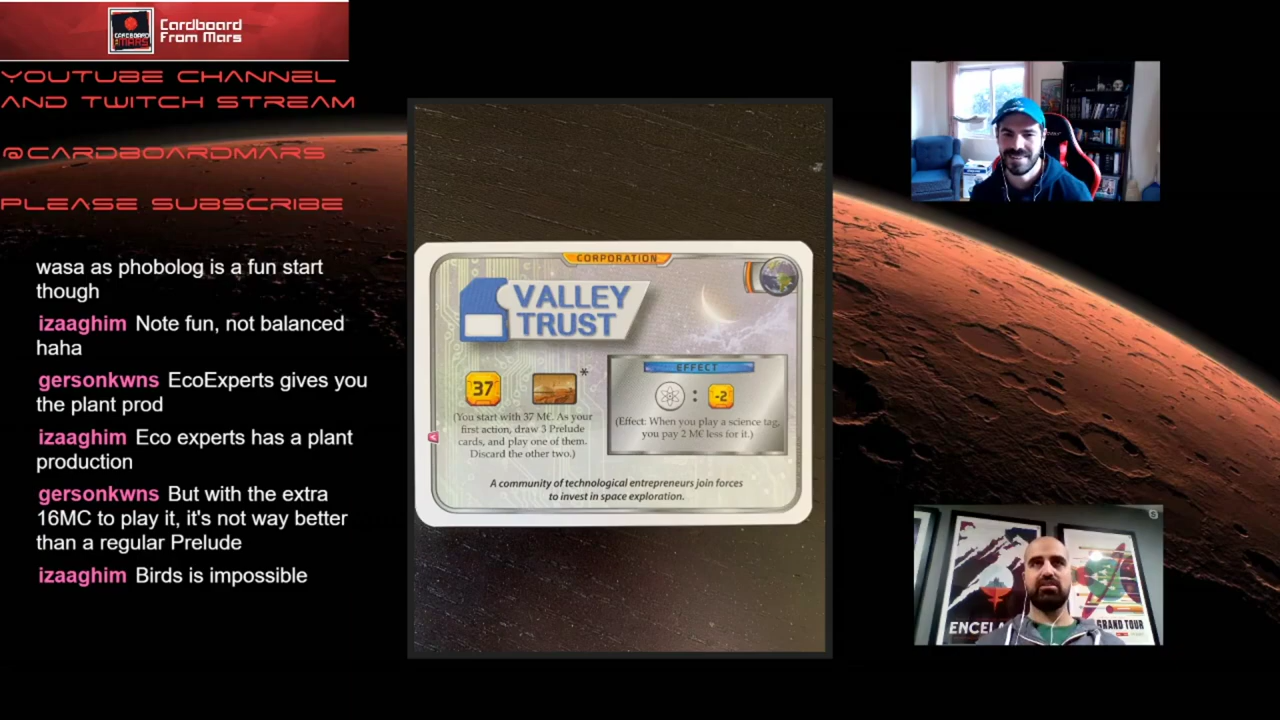 Cardboard
From Mars
CARDBOARD
MARS
YOUTUBE CHANNEL
AND TWITCH STREAM
@CARDBOARDMARS
PLEASE SUBSCRIBE
wasa as phobolog is a fun start
though
izaaghim Note fun, not balanced
haha
gersonkwns EcoExperts gives you
the plant prod
izaaghim Eco experts has a plant
production
gersonkwns But with the extra
16MC to play it, it's not way better
than a regular Prelude
izaaghim Birds is impossible
CORPORATION
VALLEY
TRUST
37
*
(You start with 37 M€. As your
first action, draw 3 Prelude
cards, and play one of them.
Discard the other two.)
EFFECT
: -2
(Effect: When you play a science tag,
you pay 2 M€ less for it.)
A community of technological entrepreneurs join forces
to invest in space exploration.
GRAND TOUR